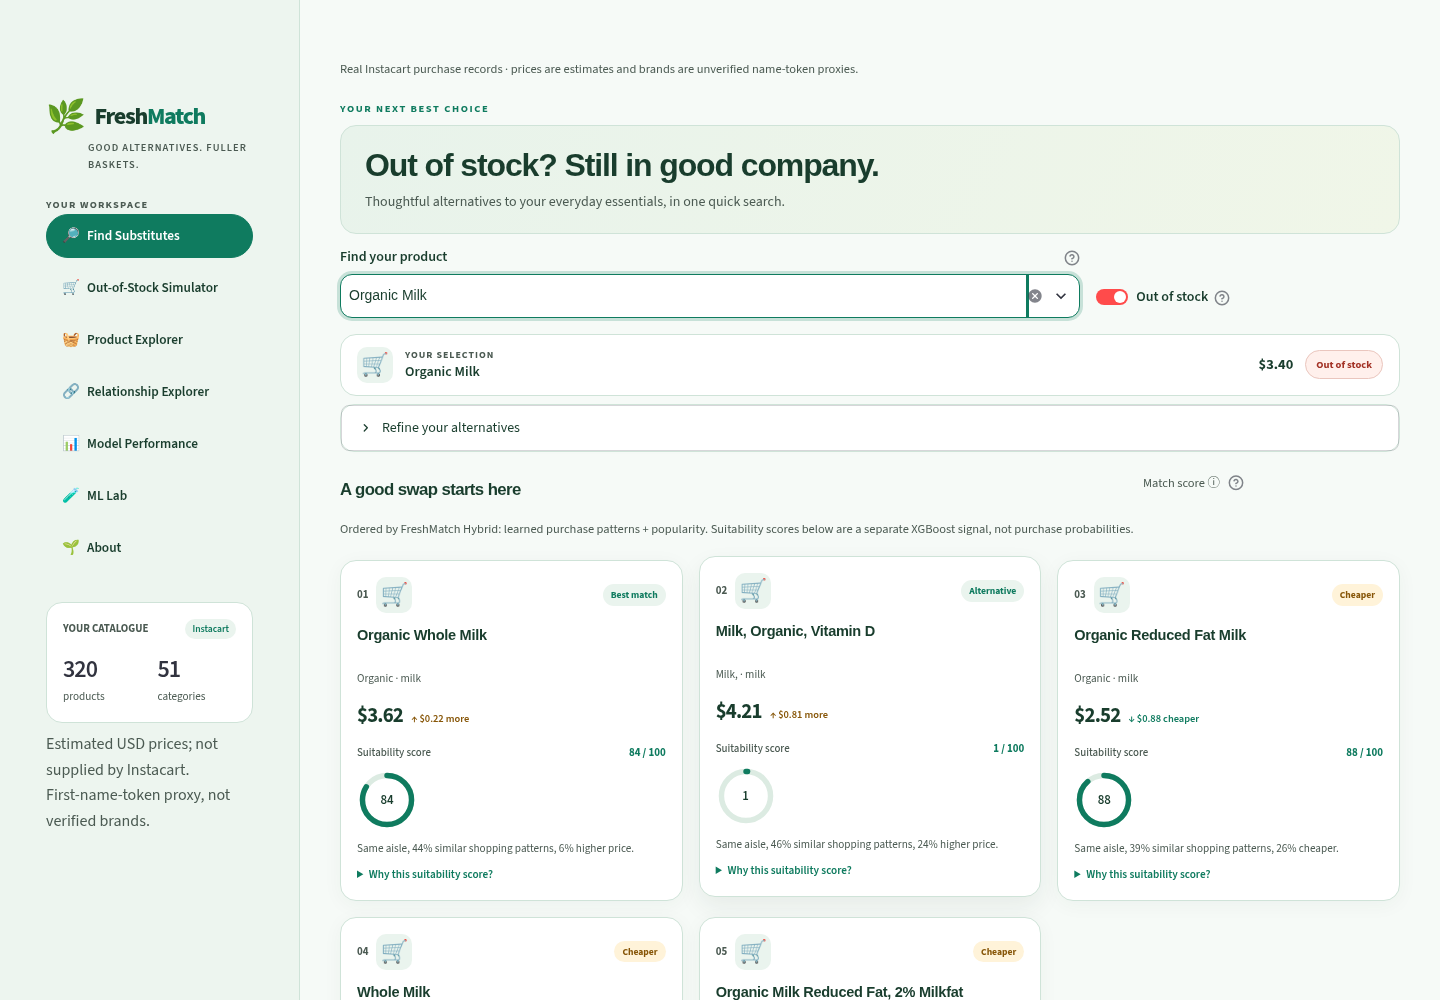 FreshMatch
GOOD ALTERNATIVES. FULLER
BASKETS.
YOUR WORKSPACE
Find Substitutes
Out-of-Stock Simulator
Product Explorer
Relationship Explorer
Model Performance
ML Lab
About
YOUR CATALOGUE
Instacart
320
51
products
categories
Estimated USD prices; not
supplied by Instacart.
First-name-token proxy, not
verified brands.
Real Instacart purchase records · prices are estimates and brands are unverified name-token proxies.
YOUR NEXT BEST CHOICE
Out of stock? Still in good company.
Thoughtful alternatives to your everyday essentials, in one quick search.
Find your product
Organic Milk
Out of stock
YOUR SELECTION
Organic Milk
$3.40
Out of stock
Refine your alternatives
A good swap starts here
Match score ⓘ
Ordered by FreshMatch Hybrid: learned purchase patterns + popularity. Suitability scores below are a separate XGBoost signal, not purchase probabilities.
01
Best match
Organic Whole Milk
Organic · milk
$3.62 ↑ $0.22 more
Suitability score
84 / 100
84
Same aisle, 44% similar shopping patterns, 6% higher price.
▶ Why this suitability score?
02
Alternative
Milk, Organic, Vitamin D
Milk, · milk
$4.21 ↑ $0.81 more
Suitability score
1 / 100
1
Same aisle, 46% similar shopping patterns, 24% higher price.
▶ Why this suitability score?
03
Cheaper
Organic Reduced Fat Milk
Organic · milk
$2.52 ↓ $0.88 cheaper
Suitability score
88 / 100
88
Same aisle, 39% similar shopping patterns, 26% cheaper.
▶ Why this suitability score?
04
Cheaper
Whole Milk
05
Cheaper
Organic Milk Reduced Fat, 2% Milkfat